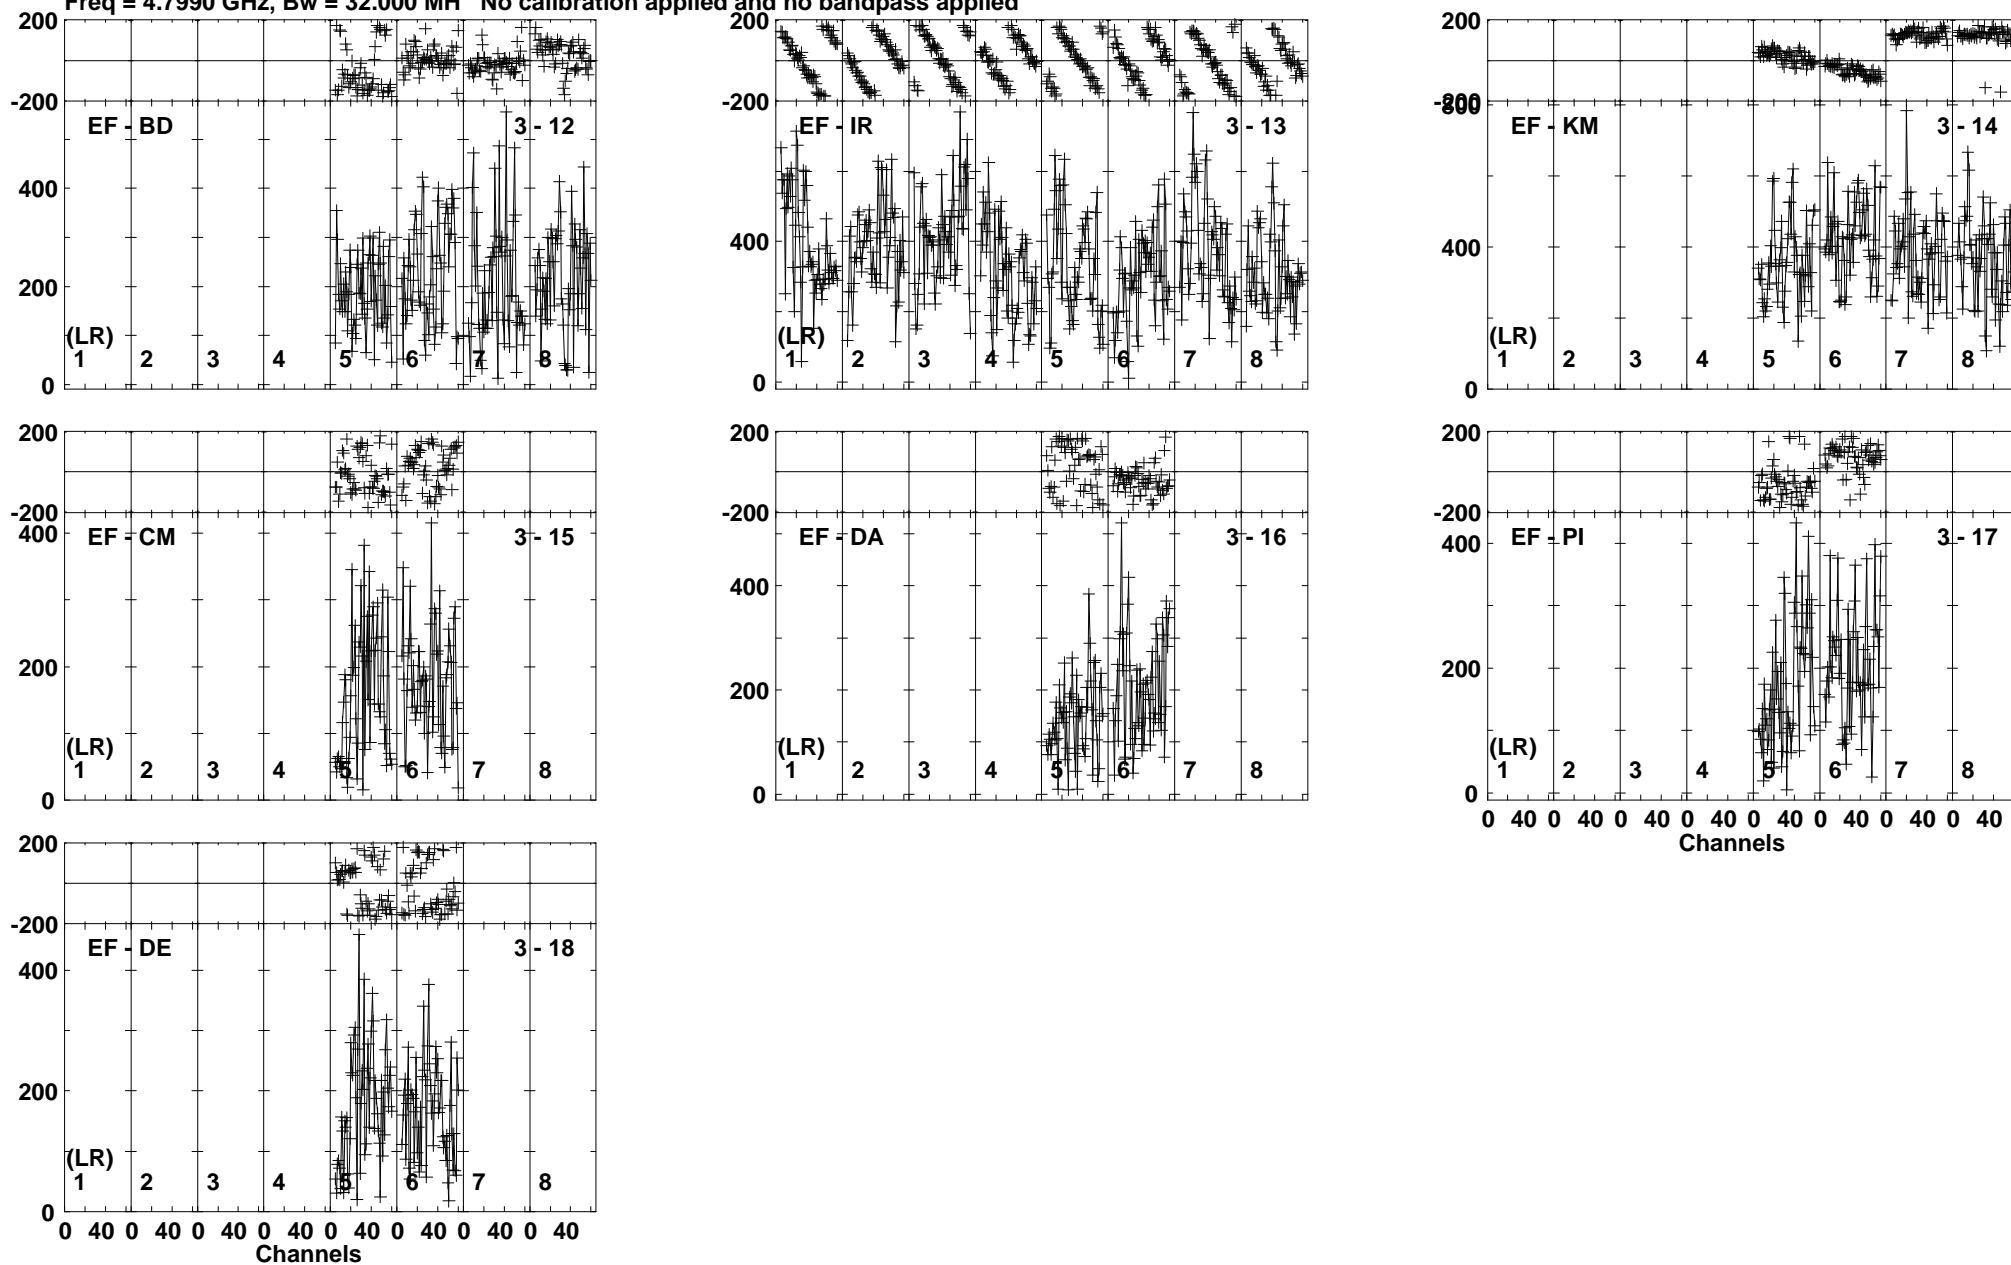 Freq = 4.7990 GHz, Bw = 32.000 MH No calibration applied and no bandpass applied
200 200 200
-200 -200 -200
EF - BD 3 - 12 EF - IR 3 - 13 800 EF - KM 3 - 14
400 400 400
200
(LR) (LR) (LR)
1 2 3 4 5 6 7 8 1 2 3 4 5 6 7 8 1 2 3 4 5 6 7 8
0 0 0
200 200 200
-200 -200 -200
400 EF - CM 3 - 15 EF - DA 3 - 16 EF - PI 3 - 17
400 400
200 200 200
(LR) (LR) (LR)
1 2 3 4 5 6 7 8 1 2 3 4 5 6 7 8 1 2 3 4 5 6 7 8
0 0 0
0 40 0 40 0 40 0 40 0 40 0 40 0 40 0 40
Channels
200
-200
EF - DE 3 - 18
400
200
(LR)
1 2 3 4 5 6 7 8
0
0 40 0 40 0 40 0 40 0 40 0 40 0 40 0 40
Channels